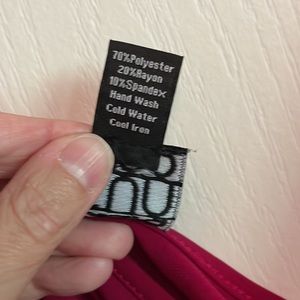 70%Polyester
20%Rayon
10%Spandex
Hand Wash
Cold Water
Cool Iron